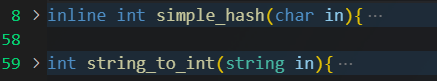 8 > inline int simple_hash(char in){ ···
58
59 > int string_to_int(string in){ ···